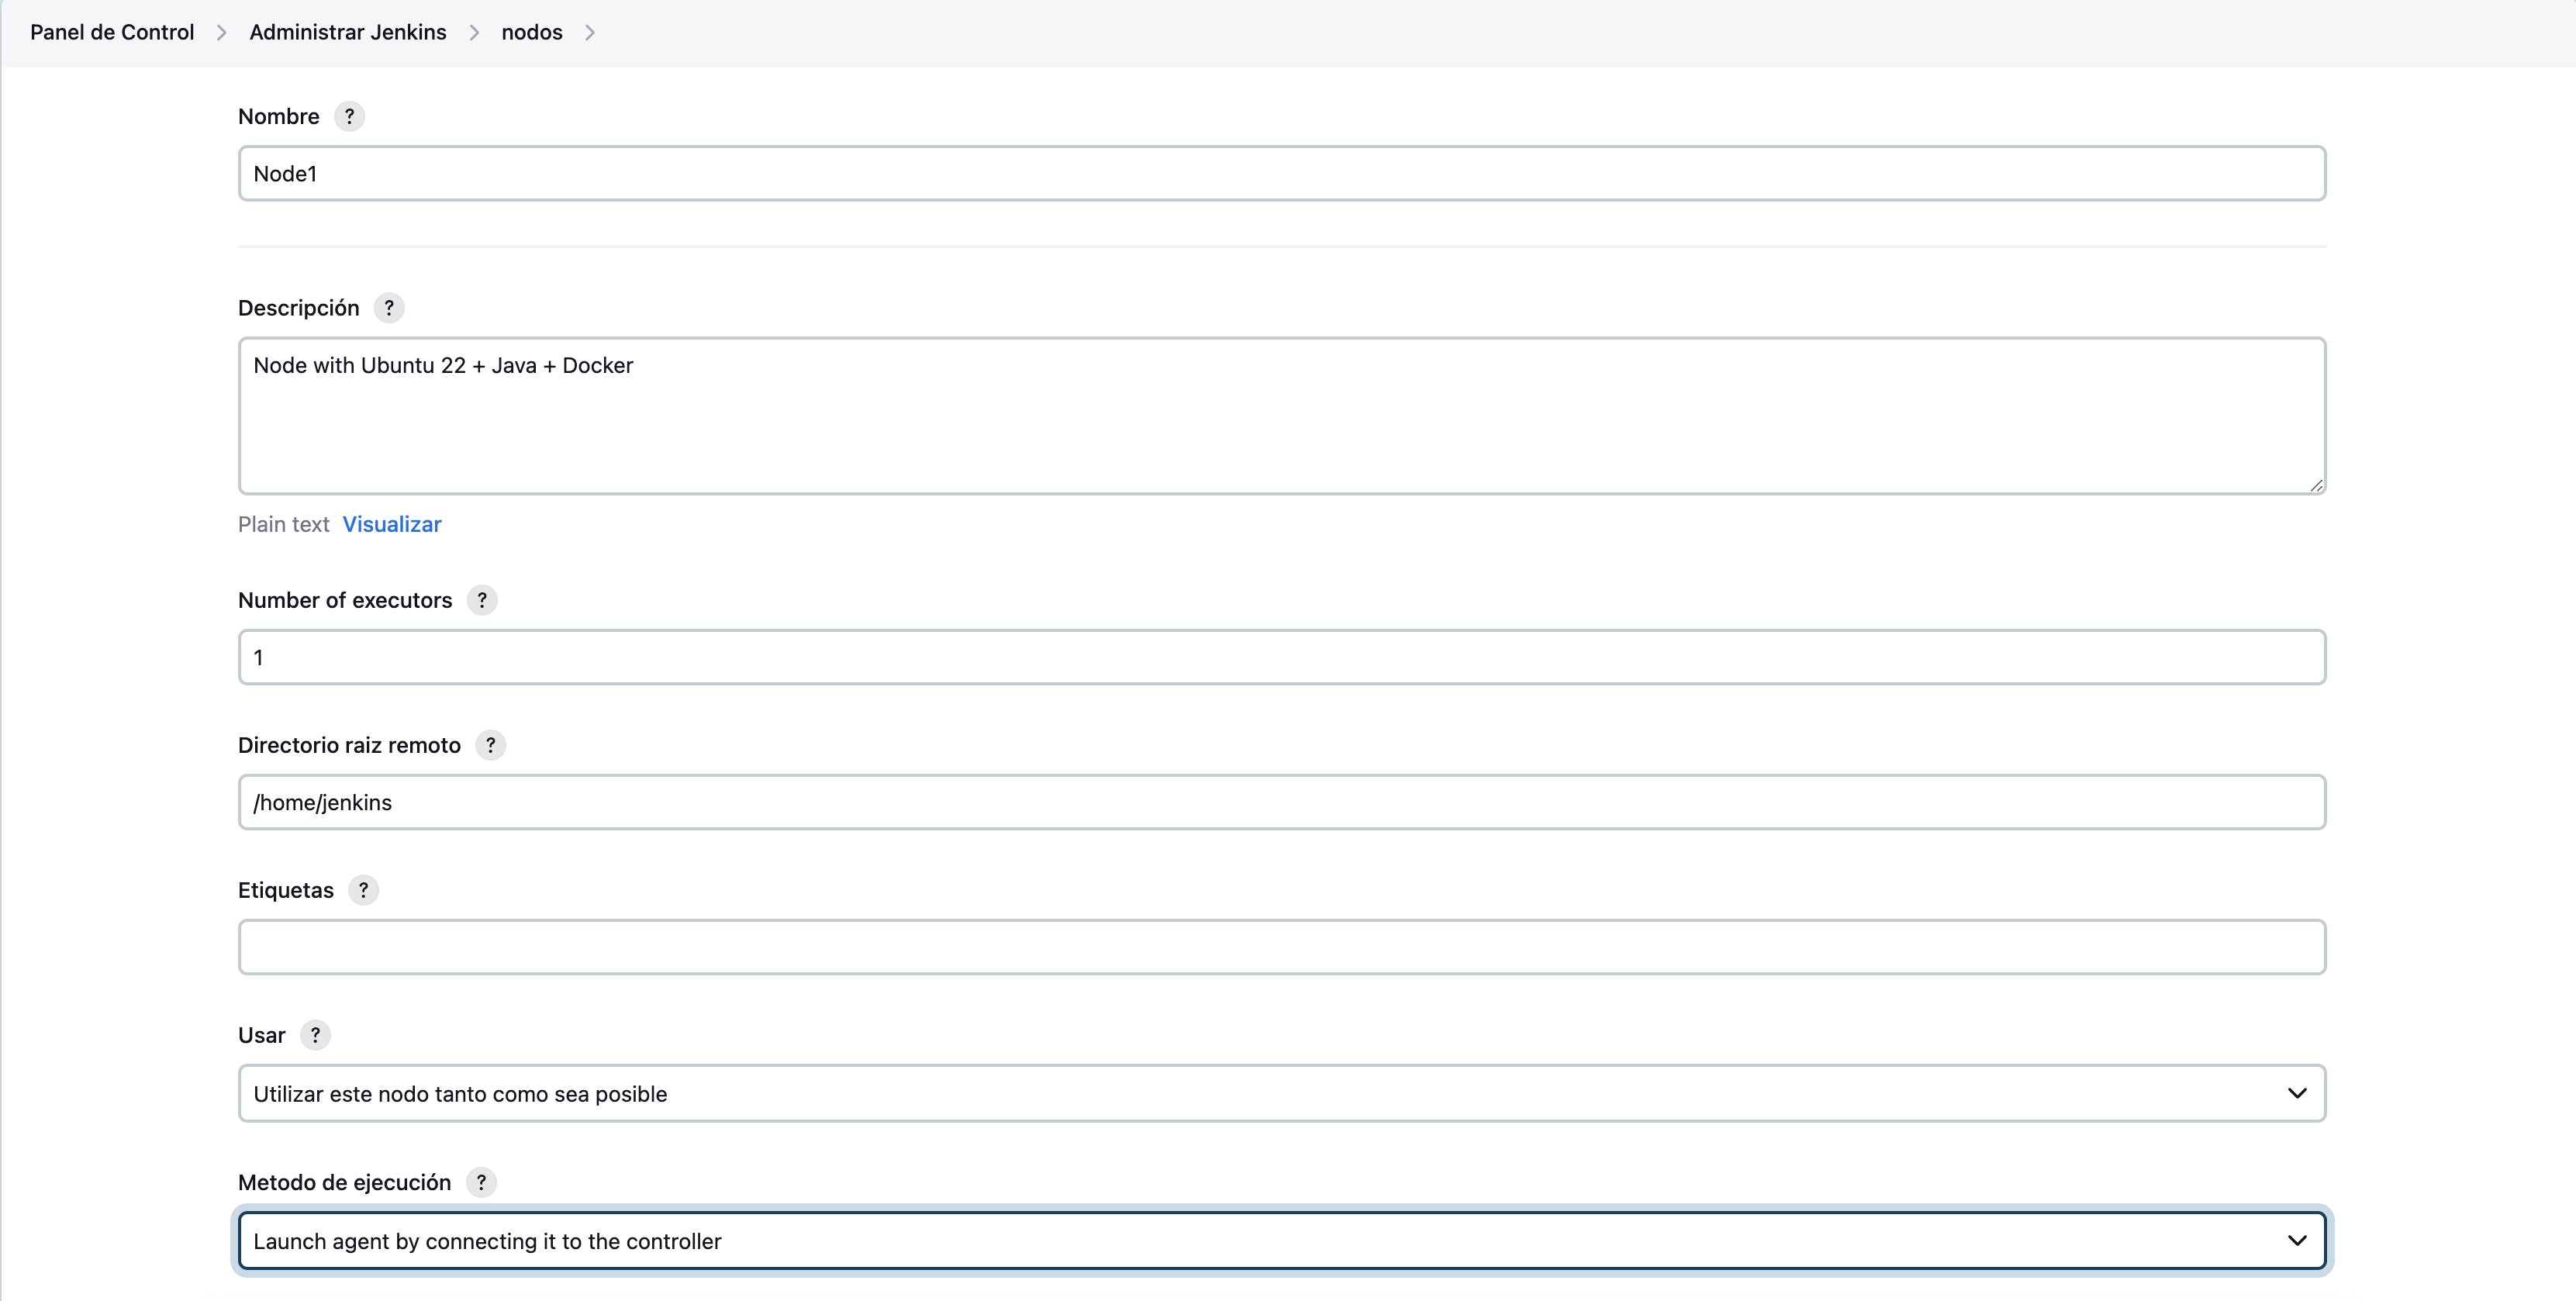 Panel de Control > Administrar Jenkins > nodos >
Nombre ?
Node1
Descripción ?
Node with Ubuntu 22 + Java + Docker
Plain text Visualizar
Number of executors ?
1
Directorio raiz remoto ?
/home/jenkins
Etiquetas ?
Usar ?
Utilizar este nodo tanto como sea posible
Metodo de ejecución ?
Launch agent by connecting it to the controller